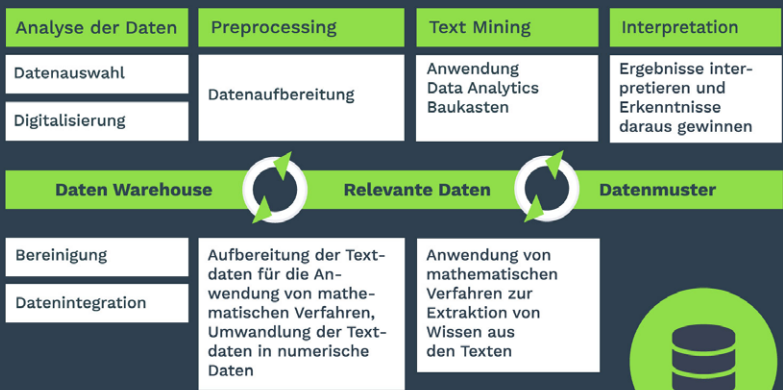 Analyse der Daten
Preprocessing
Text Mining
Interpretation
Datenauswahl
Digitalisierung
Datenaufbereitung
Anwendung
Data Analytics
Baukasten
Ergebnisse inter-
pretieren und
Erkenntnisse
daraus gewinnen
Daten Warehouse
Relevante Daten
Datenmuster
Bereinigung
Datenintegration
Aufbereitung der Text-
daten für die An-
wendung von mathe-
matischen Verfahren,
Umwandlung der Text-
daten in numerische
Daten
Anwendung von
mathematischen
Verfahren zur
Extraktion von
Wissen aus
den Texten